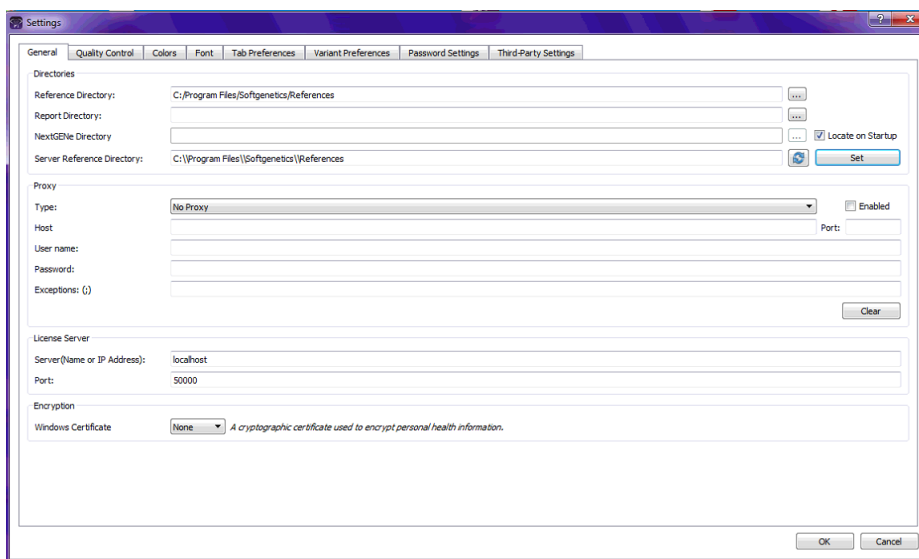 Settings
General Quality Control Colors Font Tab Preferences Variant Preferences Password Settings Third-Party Settings
Directories
Reference Directory: C:/Program Files/Softgenetics/References ...
Report Directory: ...
NextGENe Directory ... Locate on Startup
Server Reference Directory: C:\\Program Files\\Softgenetics\\References Set
Proxy
Type: No Proxy Enabled
Host Port:
User name:
Password:
Exceptions: (;)
Clear
License Server
Server(Name or IP Address): localhost
Port: 50000
Encryption
Windows Certificate None A cryptographic certificate used to encrypt personal health information.
OK Cancel